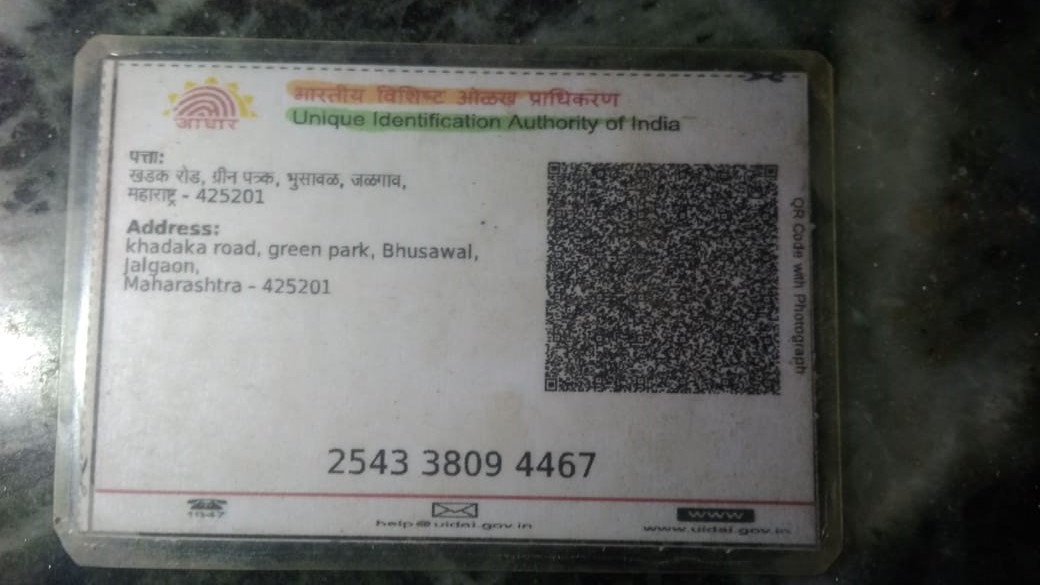 आधार
भारतीय विशिष्ट ओळख प्राधिकरण
Unique Identification Authority of India
पत्ता:
खडक रोड, ग्रीन पत्र्क, भुसावळ, जळगाव,
महाराष्ट्र - 425201
Address:
khadaka road, green park, Bhusawal,
Jalgaon,
Maharashtra - 425201
QR Code with Photograph
2543 3809 4467
1947
help@uidai.gov.in
www
www.uidai.gov.in